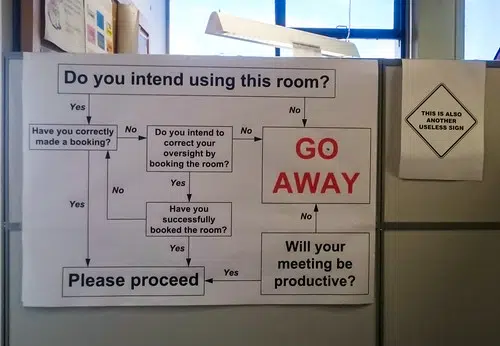 Do you intend using this room?
Yes
No
Have you correctly
made a booking?
No
Do you intend to
correct your
oversight by
booking the room?
No
GO
AWAY
Yes
No
Have you
successfully
booked the room?
Yes
No
Will your
meeting be
productive?
Yes
Please proceed
Yes
THIS IS ALSO
ANOTHER
USELESS SIGN